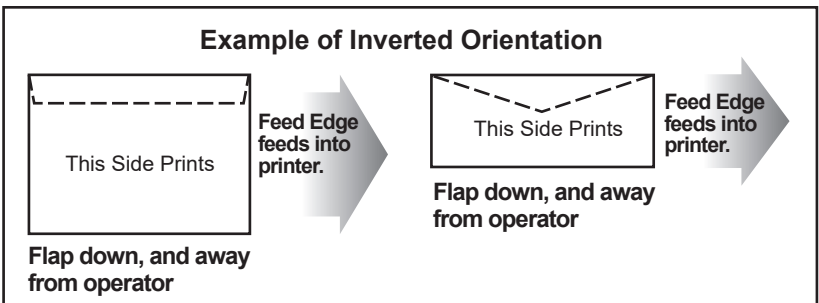 Example of Inverted Orientation
This Side Prints
Feed Edge
feeds into
printer.
Flap down, and away
from operator
This Side Prints
Feed Edge
feeds into
printer.
Flap down, and away
from operator